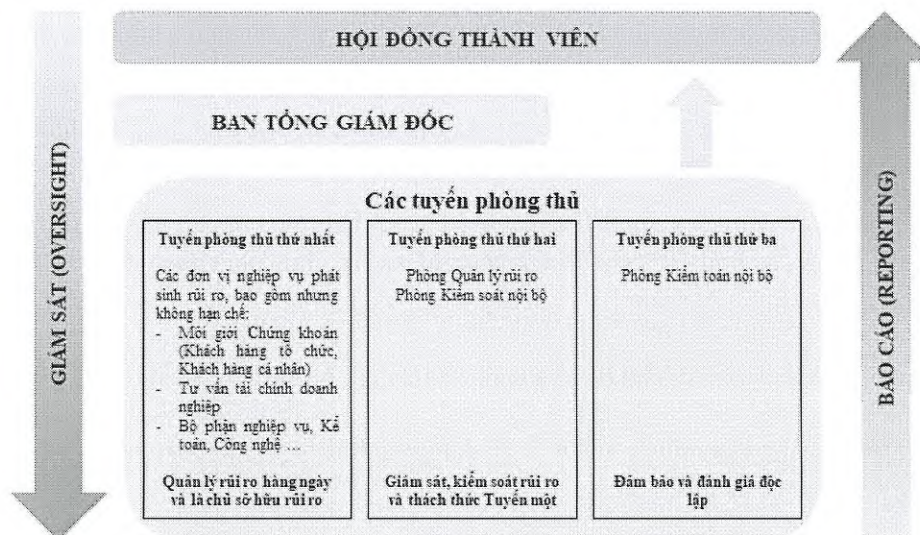 HỘI ĐỒNG THÀNH VIÊN
BAN TỔNG GIÁM ĐỐC
GIÁM SÁT (OVERSIGHT)
BÁO CÁO (REPORTING)
Các tuyến phòng thủ
Tuyến phòng thủ thứ nhất
Các đơn vị nghiệp vụ phát
sinh rủi ro, bao gồm nhưng
không hạn chế:
- Môi giới Chứng khoán
(Khách hàng tổ chức,
Khách hàng cá nhân)
- Tư vấn tài chính doanh
nghiệp
- Bộ phận nghiệp vụ, Kế
toán, Công nghệ ...
Quản lý rủi ro hàng ngày
và là chủ sở hữu rủi ro
Tuyến phòng thủ thứ hai
Phòng Quản lý rủi ro
Phòng Kiểm soát nội bộ
Giám sát, kiểm soát rủi ro
và thách thức Tuyến một
Tuyến phòng thủ thứ ba
Phòng Kiểm toán nội bộ
Đảm bảo và đánh giá độc
lập